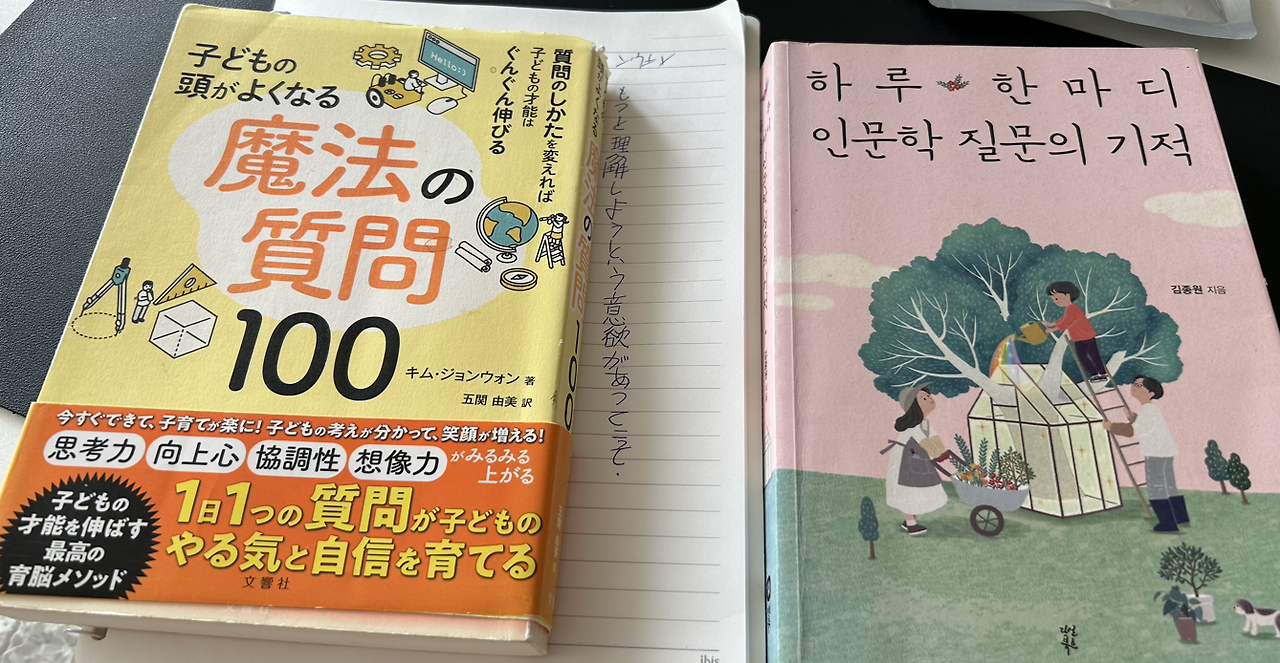 子どもの
頭がよくなる
魔法の
質問
100
質問のしかたを変えれば
子どもの才能は
ぐんぐん伸びる
Hello:)
キム・ジョンウォン 著
五関 由美 訳
今すぐできて、子育てが楽に!子どもの考えが分かって、笑顔が増える!
思考力 向上心 協調性 想像力 がみるみる
上がる
子どもの
才能を伸ばす
最高の
育脳メソッド
1日1つの質問が子どもの
やる気と自信を育てる
文響社
もっと理解しようという意欲があってこそ、
ibis
하루 한마디
인문학 질문의 기적
김종원 지음